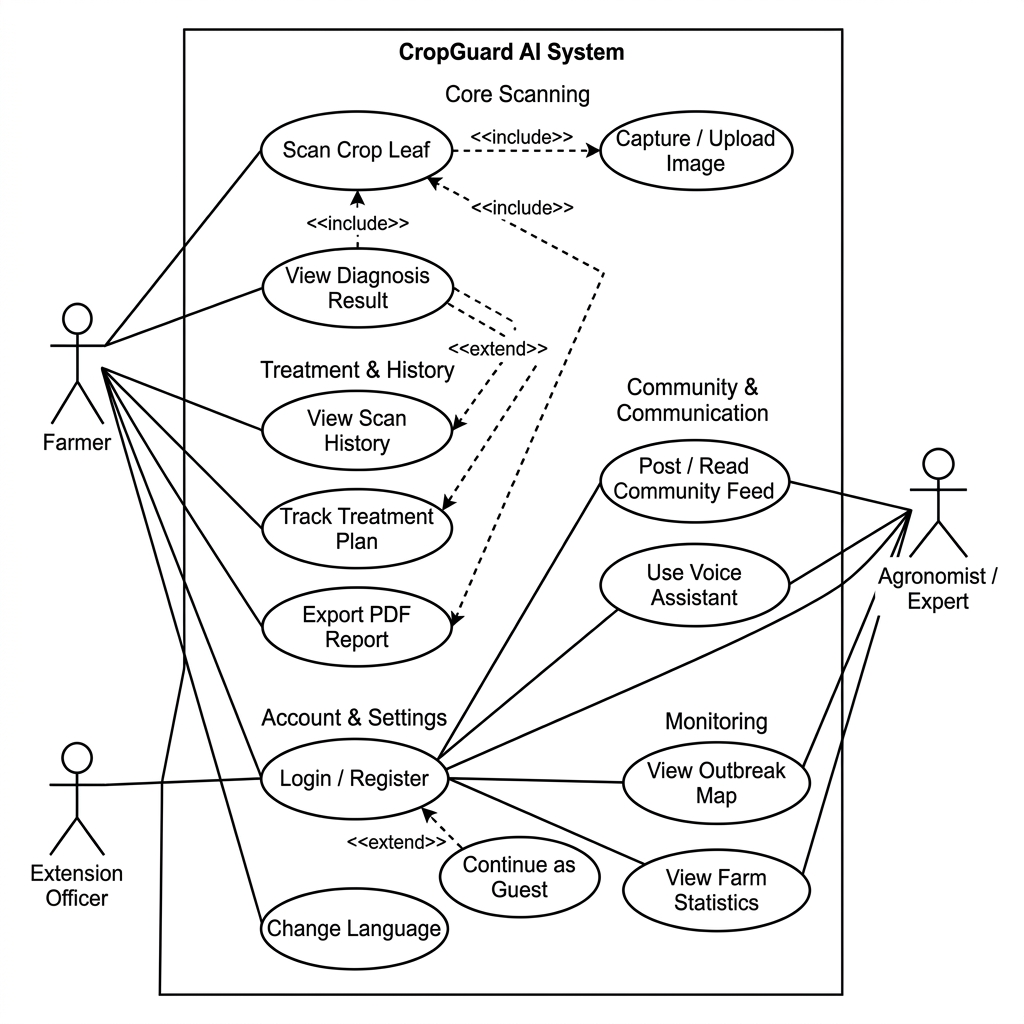 CropGuard AI System
Core Scanning
Scan Crop Leaf
<<include>>
Capture / Upload
Image
<<include>>
<<include>>
View Diagnosis
Result
<<extend>>
Farmer
Treatment & History
View Scan
History
Track Treatment
Plan
Export PDF
Report
Community &
Communication
Post / Read
Community Feed
Use Voice
Assistant
Agronomist /
Expert
Account & Settings
Login / Register
<<extend>>
Continue as
Guest
Change Language
Extension
Officer
Monitoring
View Outbreak
Map
View Farm
Statistics